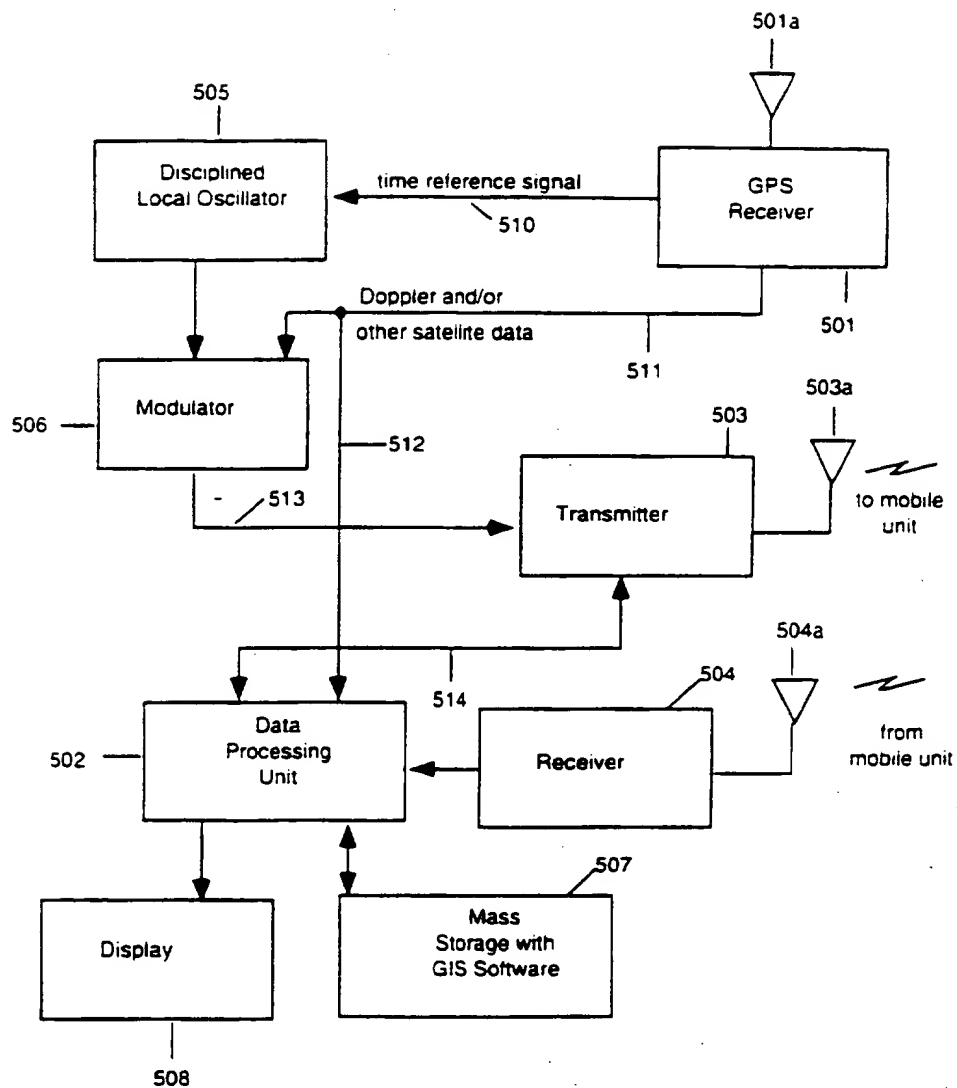 501a
505
Disciplined
Local Oscillator
time reference signal
510
GPS
Receiver
501
Doppler and/or
other satellite data
511
Modulator
506
512
503
503a
513
Transmitter
to mobile
unit
514
504
504a
Data
Processing
Unit
502
Receiver
from
mobile unit
507
Display
Mass
Storage with
GIS Software
508